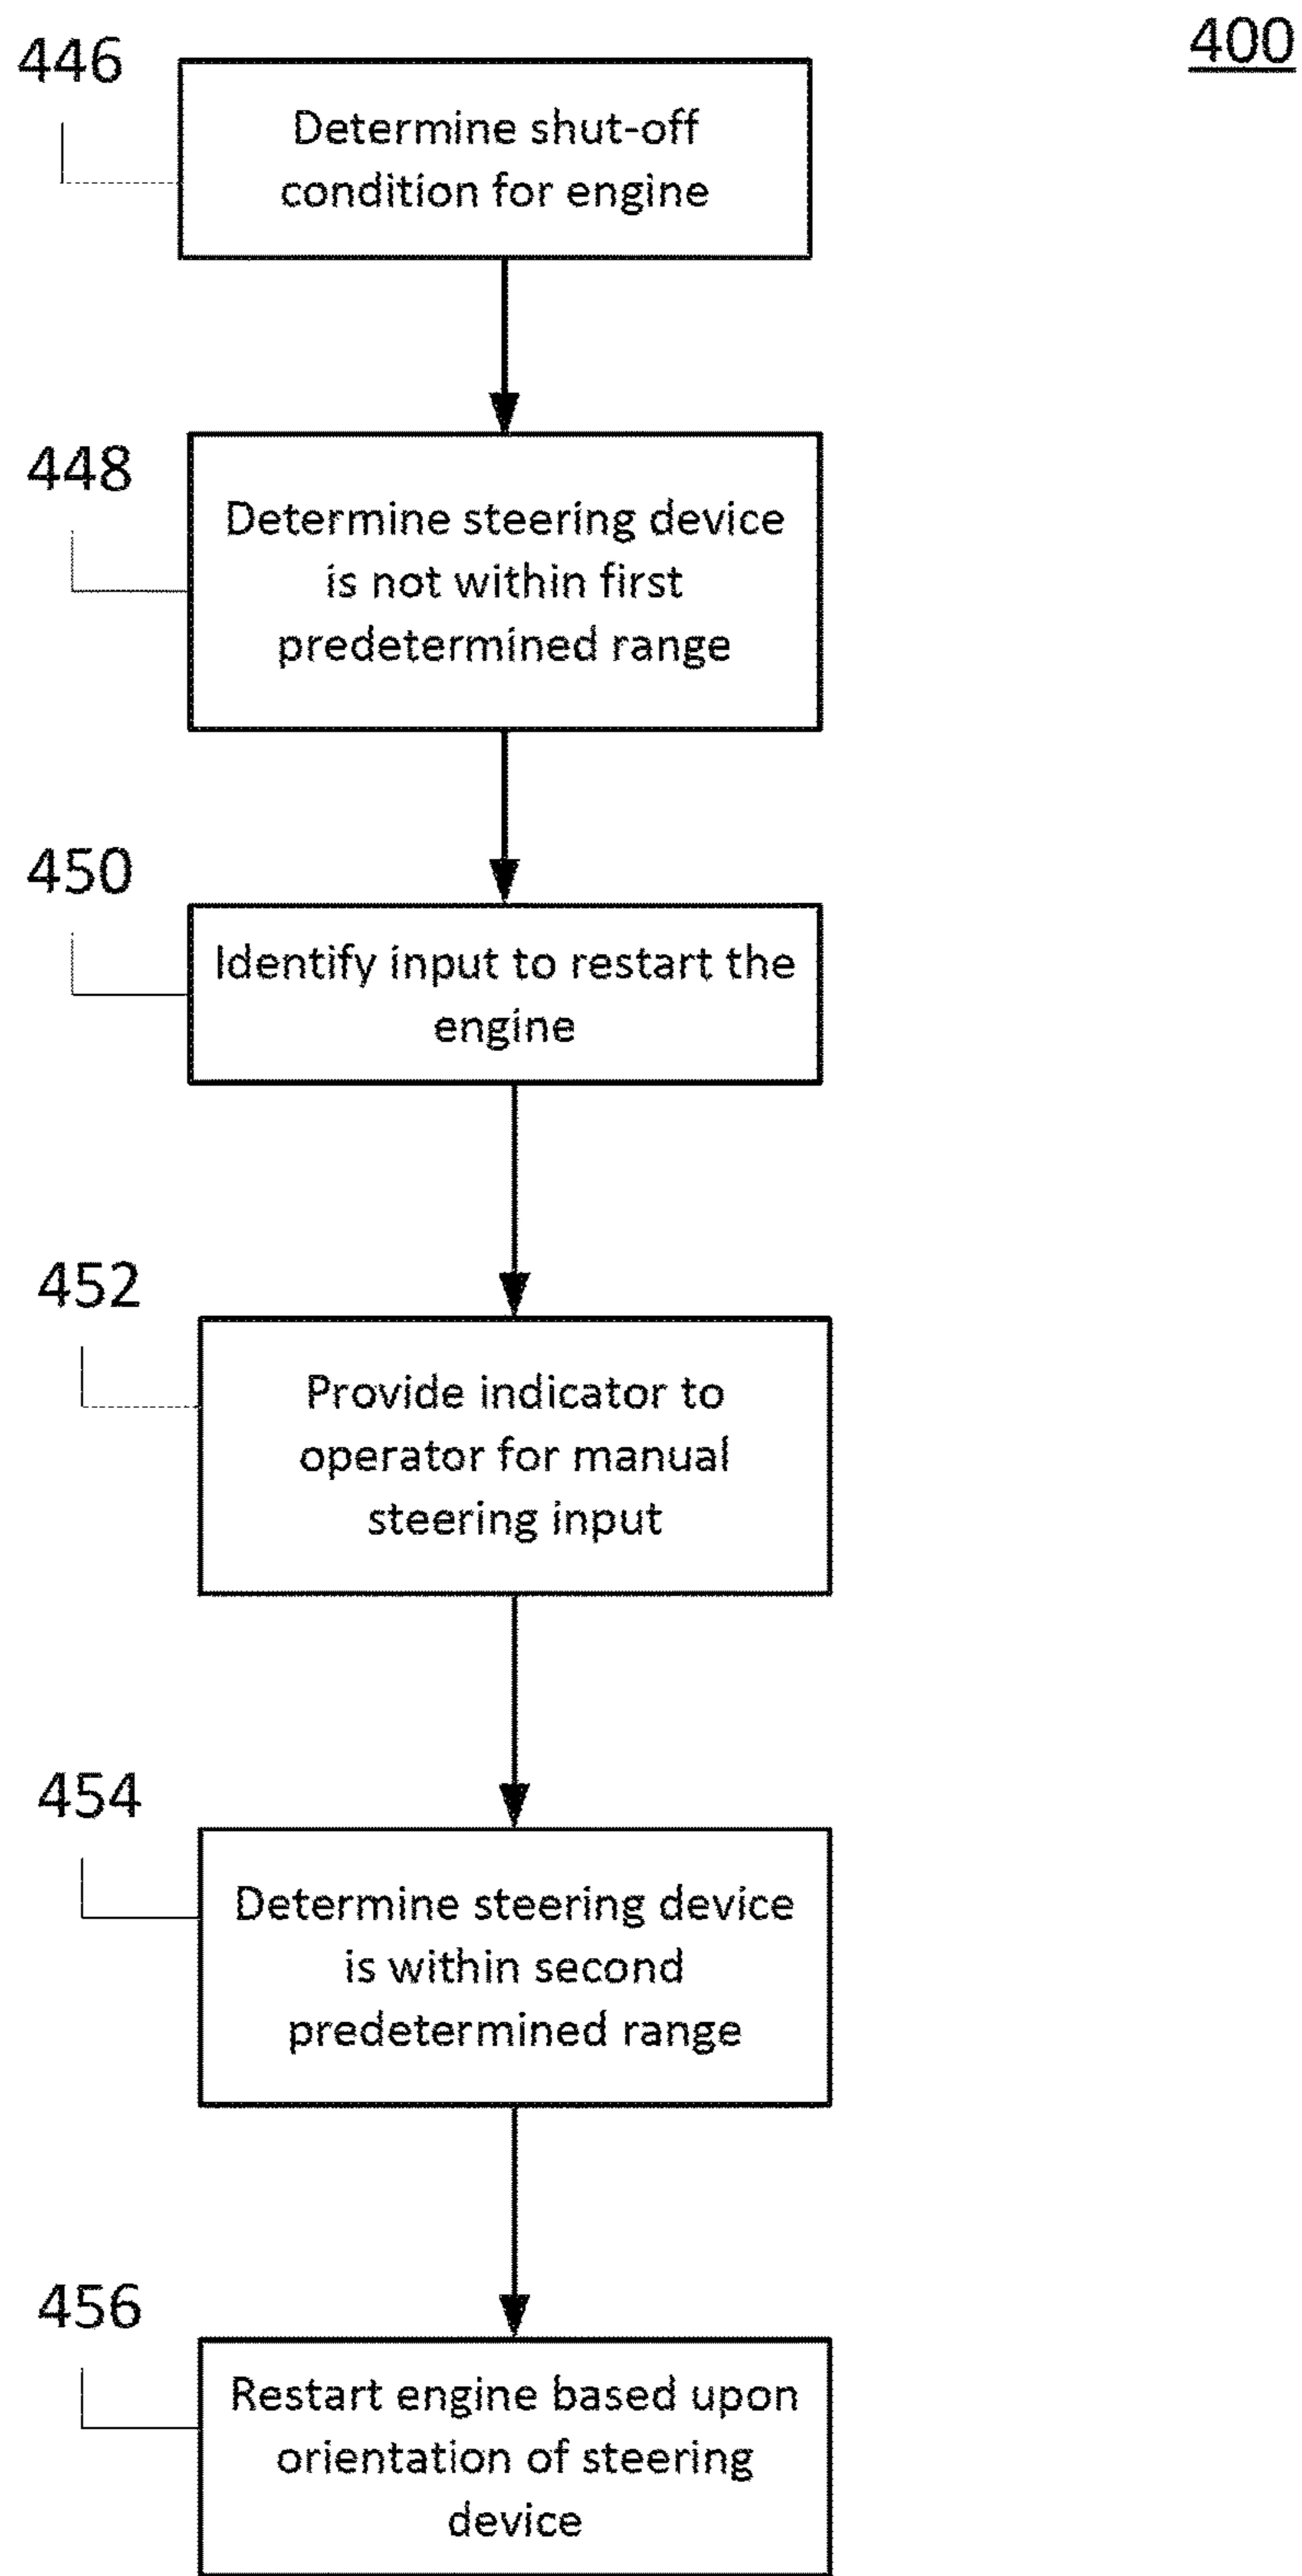 400
446
Determine shut-off
condition for engine
448
Determine steering device
is not within first
predetermined range
450
Identify input to restart the
engine
452
Provide indicator to
operator for manual
steering input
454
Determine steering device
is within second
predetermined range
456
Restart engine based upon
orientation of steering
device